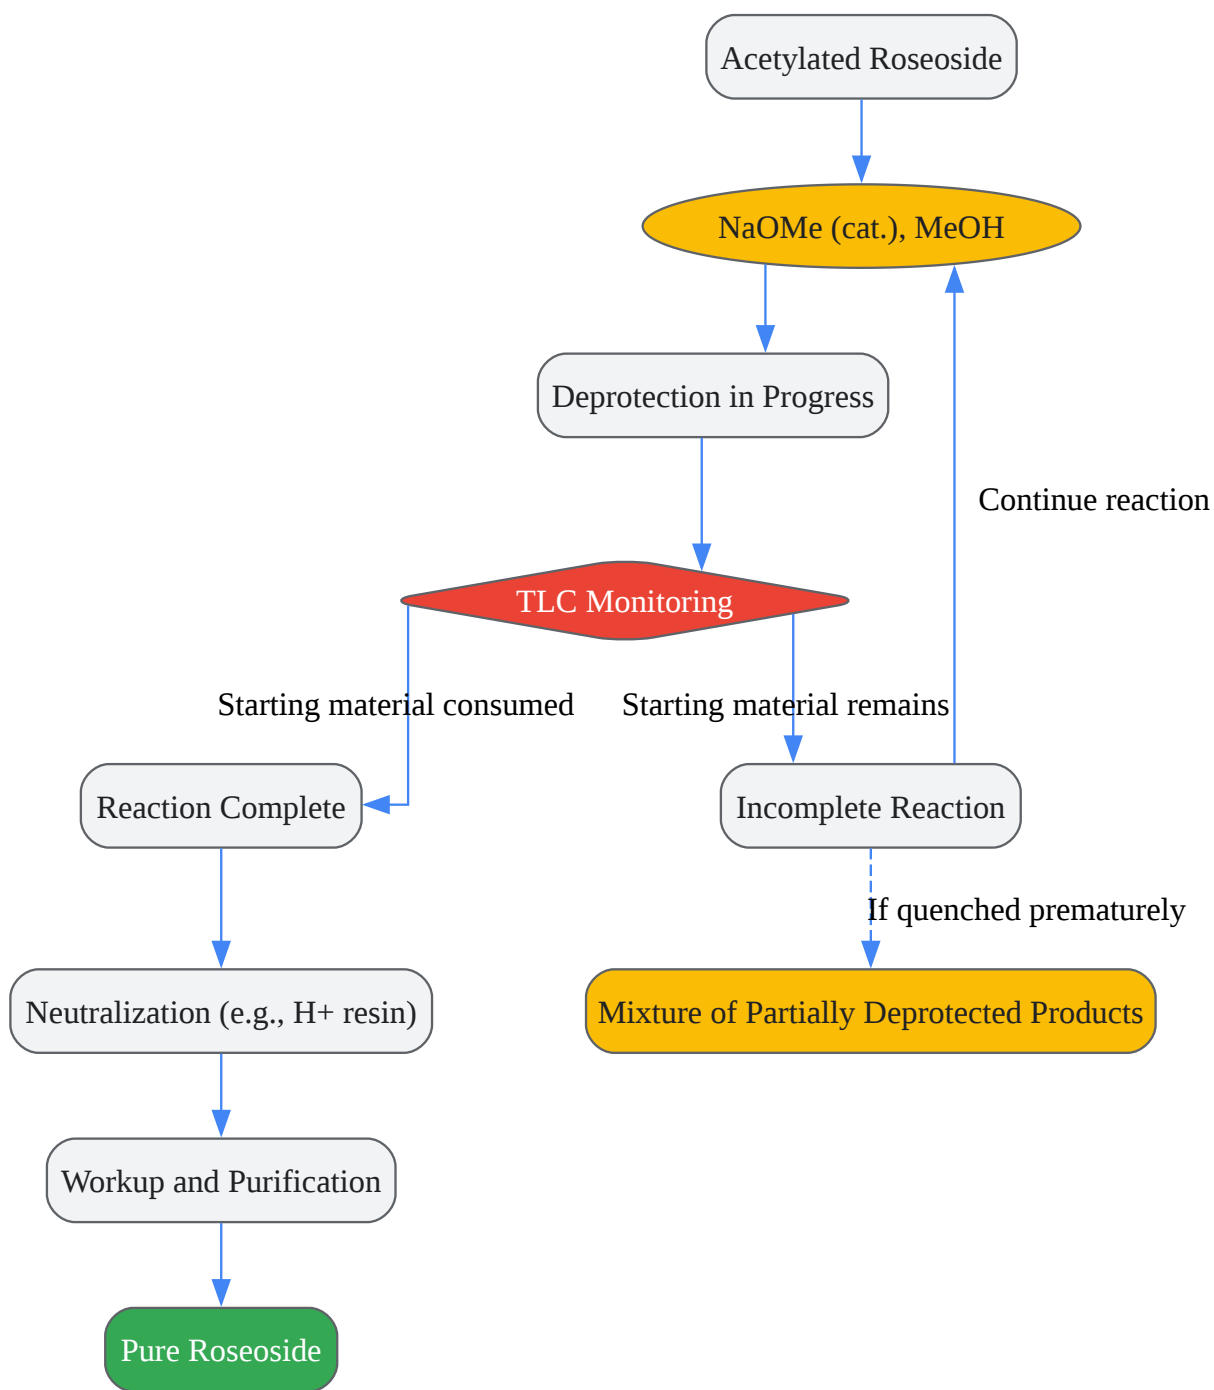 Acetylated Roseoside
NaOMe (cat.), MeOH
Deprotection in Progress
Continue reaction
TLC Monitoring
Starting material consumed
Starting material remains
Reaction Complete
Incomplete Reaction
If quenched prematurely
Neutralization (e.g., H+ resin)
Mixture of Partially Deprotected Products
Workup and Purification
Pure Roseoside